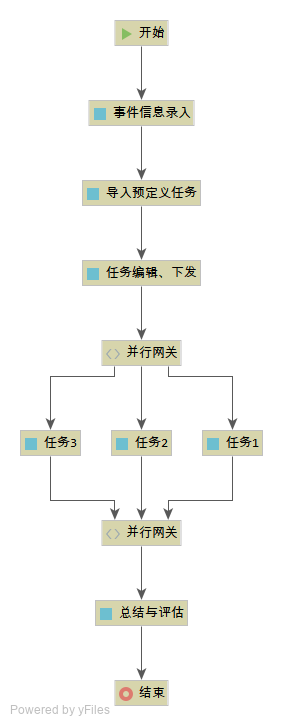 开始
事件信息录入
导入预定义任务
任务编辑、下发
并行网关
任务3
任务2
任务1
并行网关
总结与评估
结束
Powered by yFiles